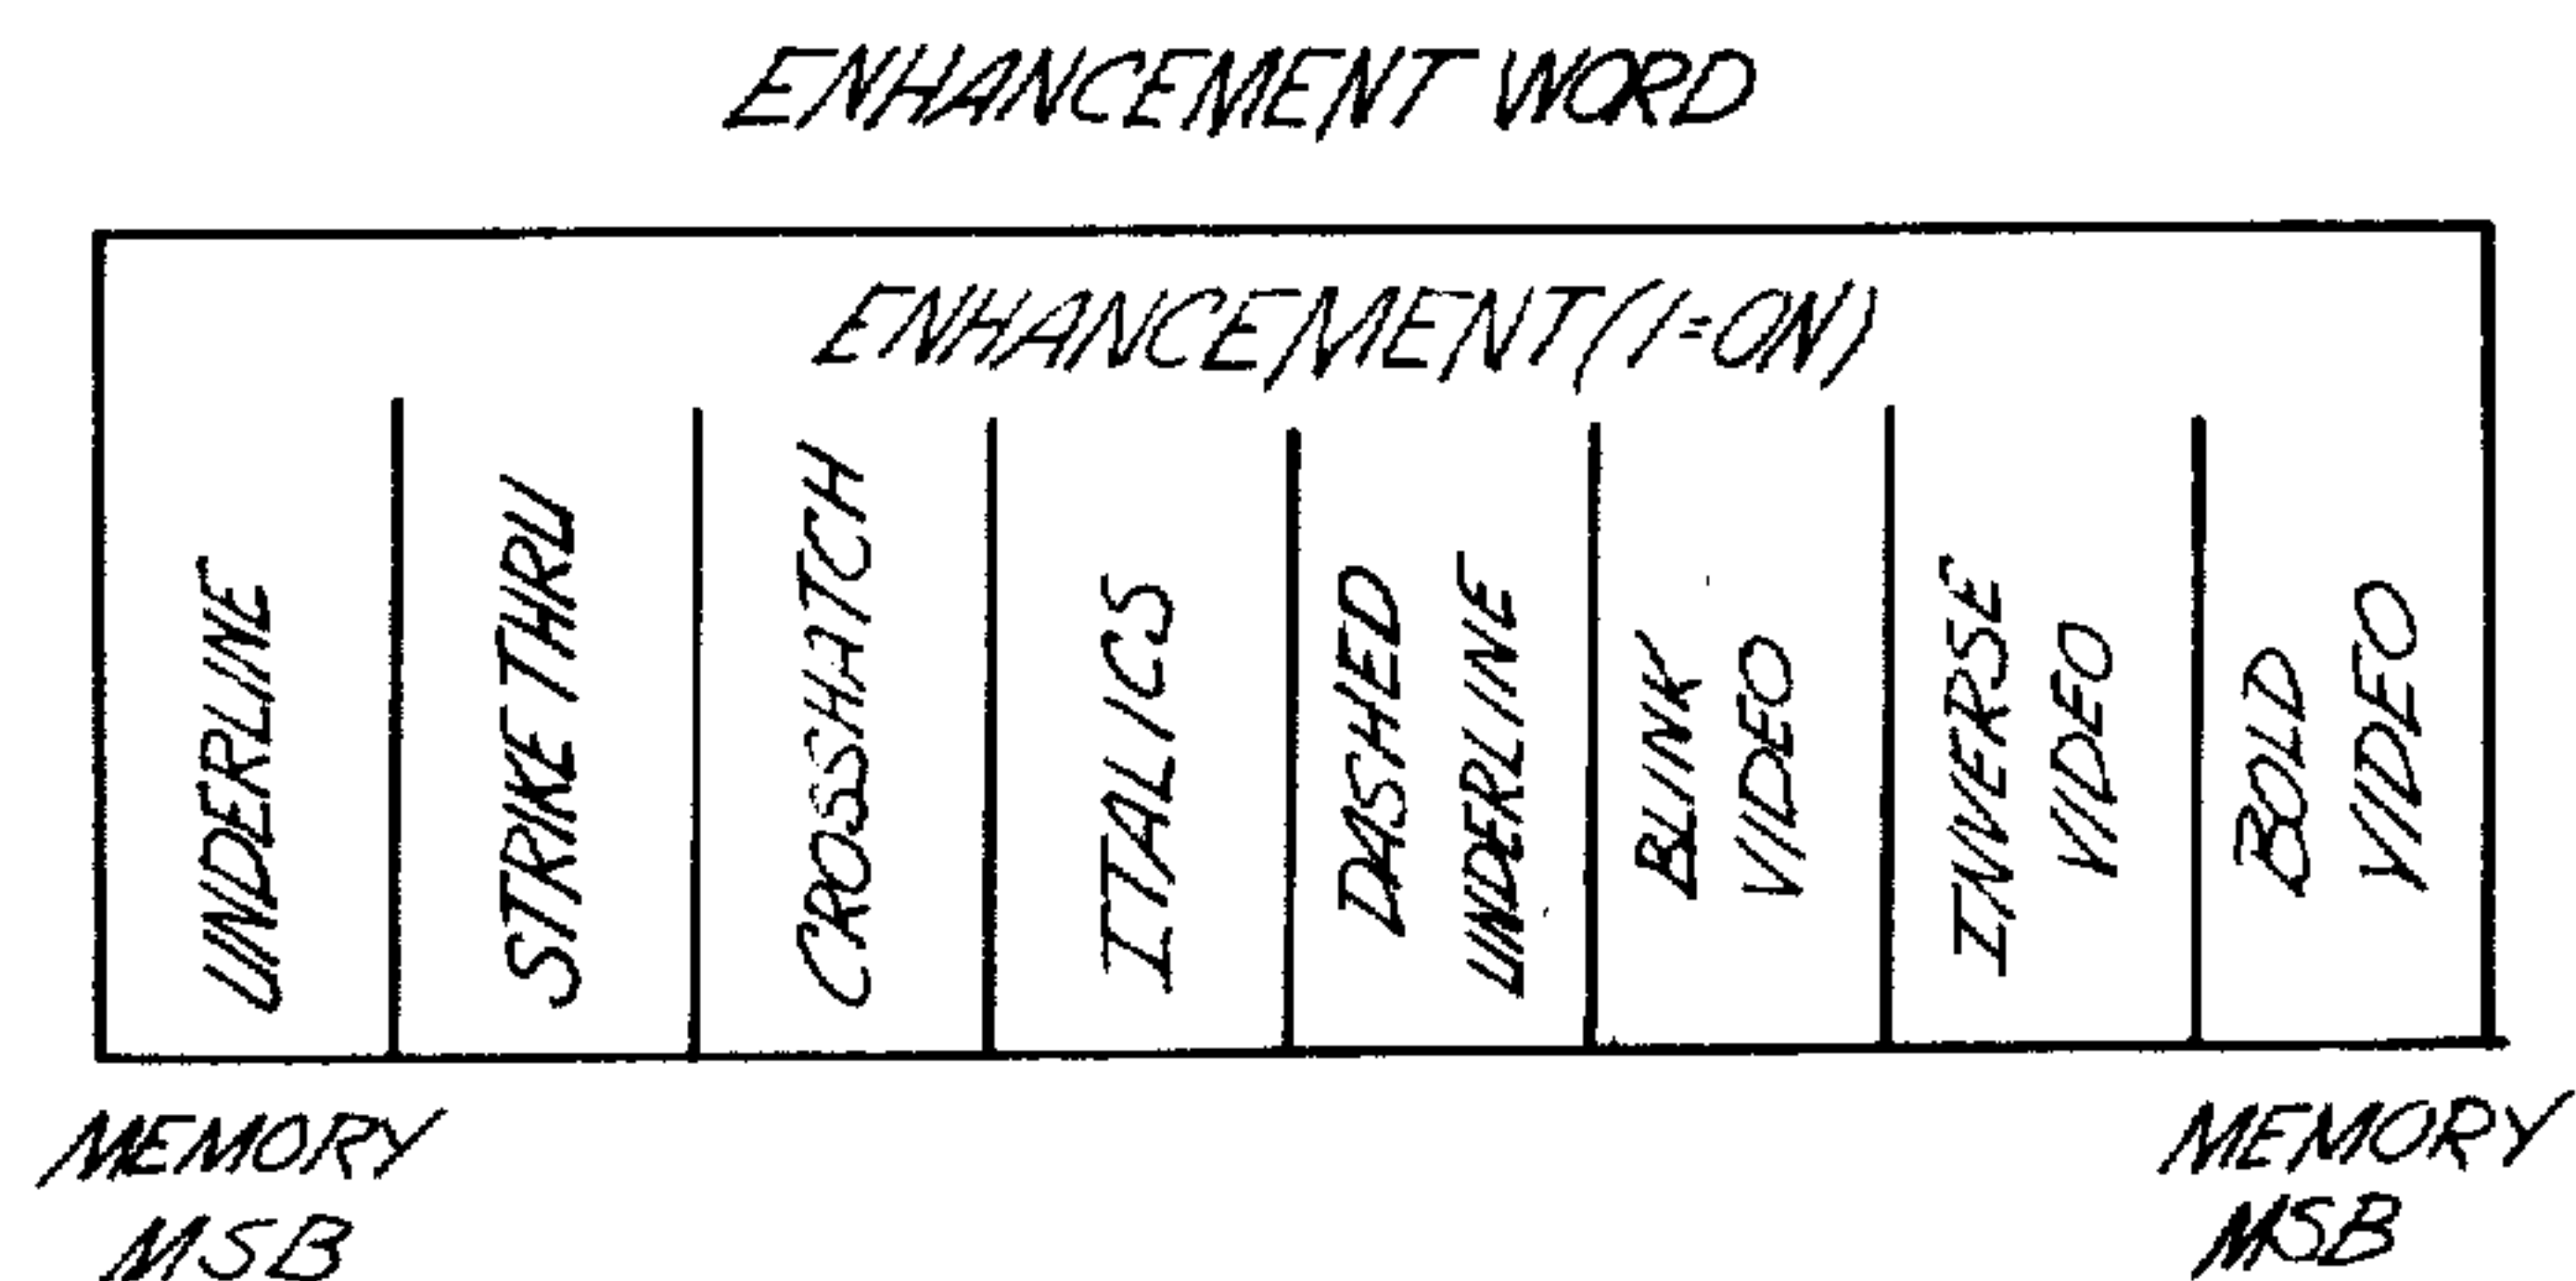 ENHANCEMENT WORD
ENHANCEMENT (1=ON)
UNDERLINE
STRIKE THRU
CROSSHATCH
ITALICS
DASHED
UNDERLINE
BLINK
VIDEO
INVERSE
VIDEO
BOLD
VIDEO
MEMORY
MSB
MEMORY
MSB